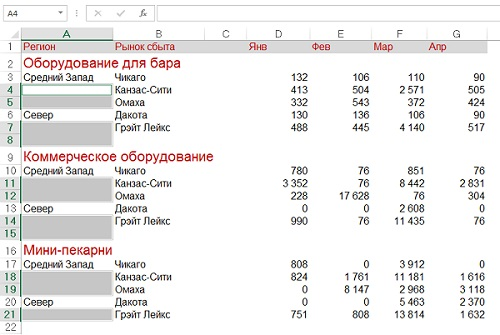 A4 fx
A B C D E F G
1 Регион Рынок сбыта Янв Фев Мар Апр
2 Оборудование для бара
3 Средний Запад Чикаго 132 106 110 90
4 Канзас-Сити 413 504 2 571 505
5 Омаха 332 543 372 424
6 Север Дакота 130 136 106 90
7 Грэйт Лейкс 488 445 4 140 517
8
9 Коммерческое оборудование
10 Средний Запад Чикаго 780 76 851 76
11 Канзас-Сити 3 352 76 8 442 2 831
12 Омаха 228 17 628 76 304
13 Север Дакота 0 0 2 608 0
14 Грэйт Лейкс 990 76 11 435 76
15
16 Мини-пекарни
17 Средний Запад Чикаго 808 0 3 912 0
18 Канзас-Сити 824 1 761 11 181 1 616
19 Омаха 0 8 147 2 968 3 118
20 Север Дакота 0 0 5 463 2 370
21 Грэйт Лейкс 751 808 13 814 1 632
22